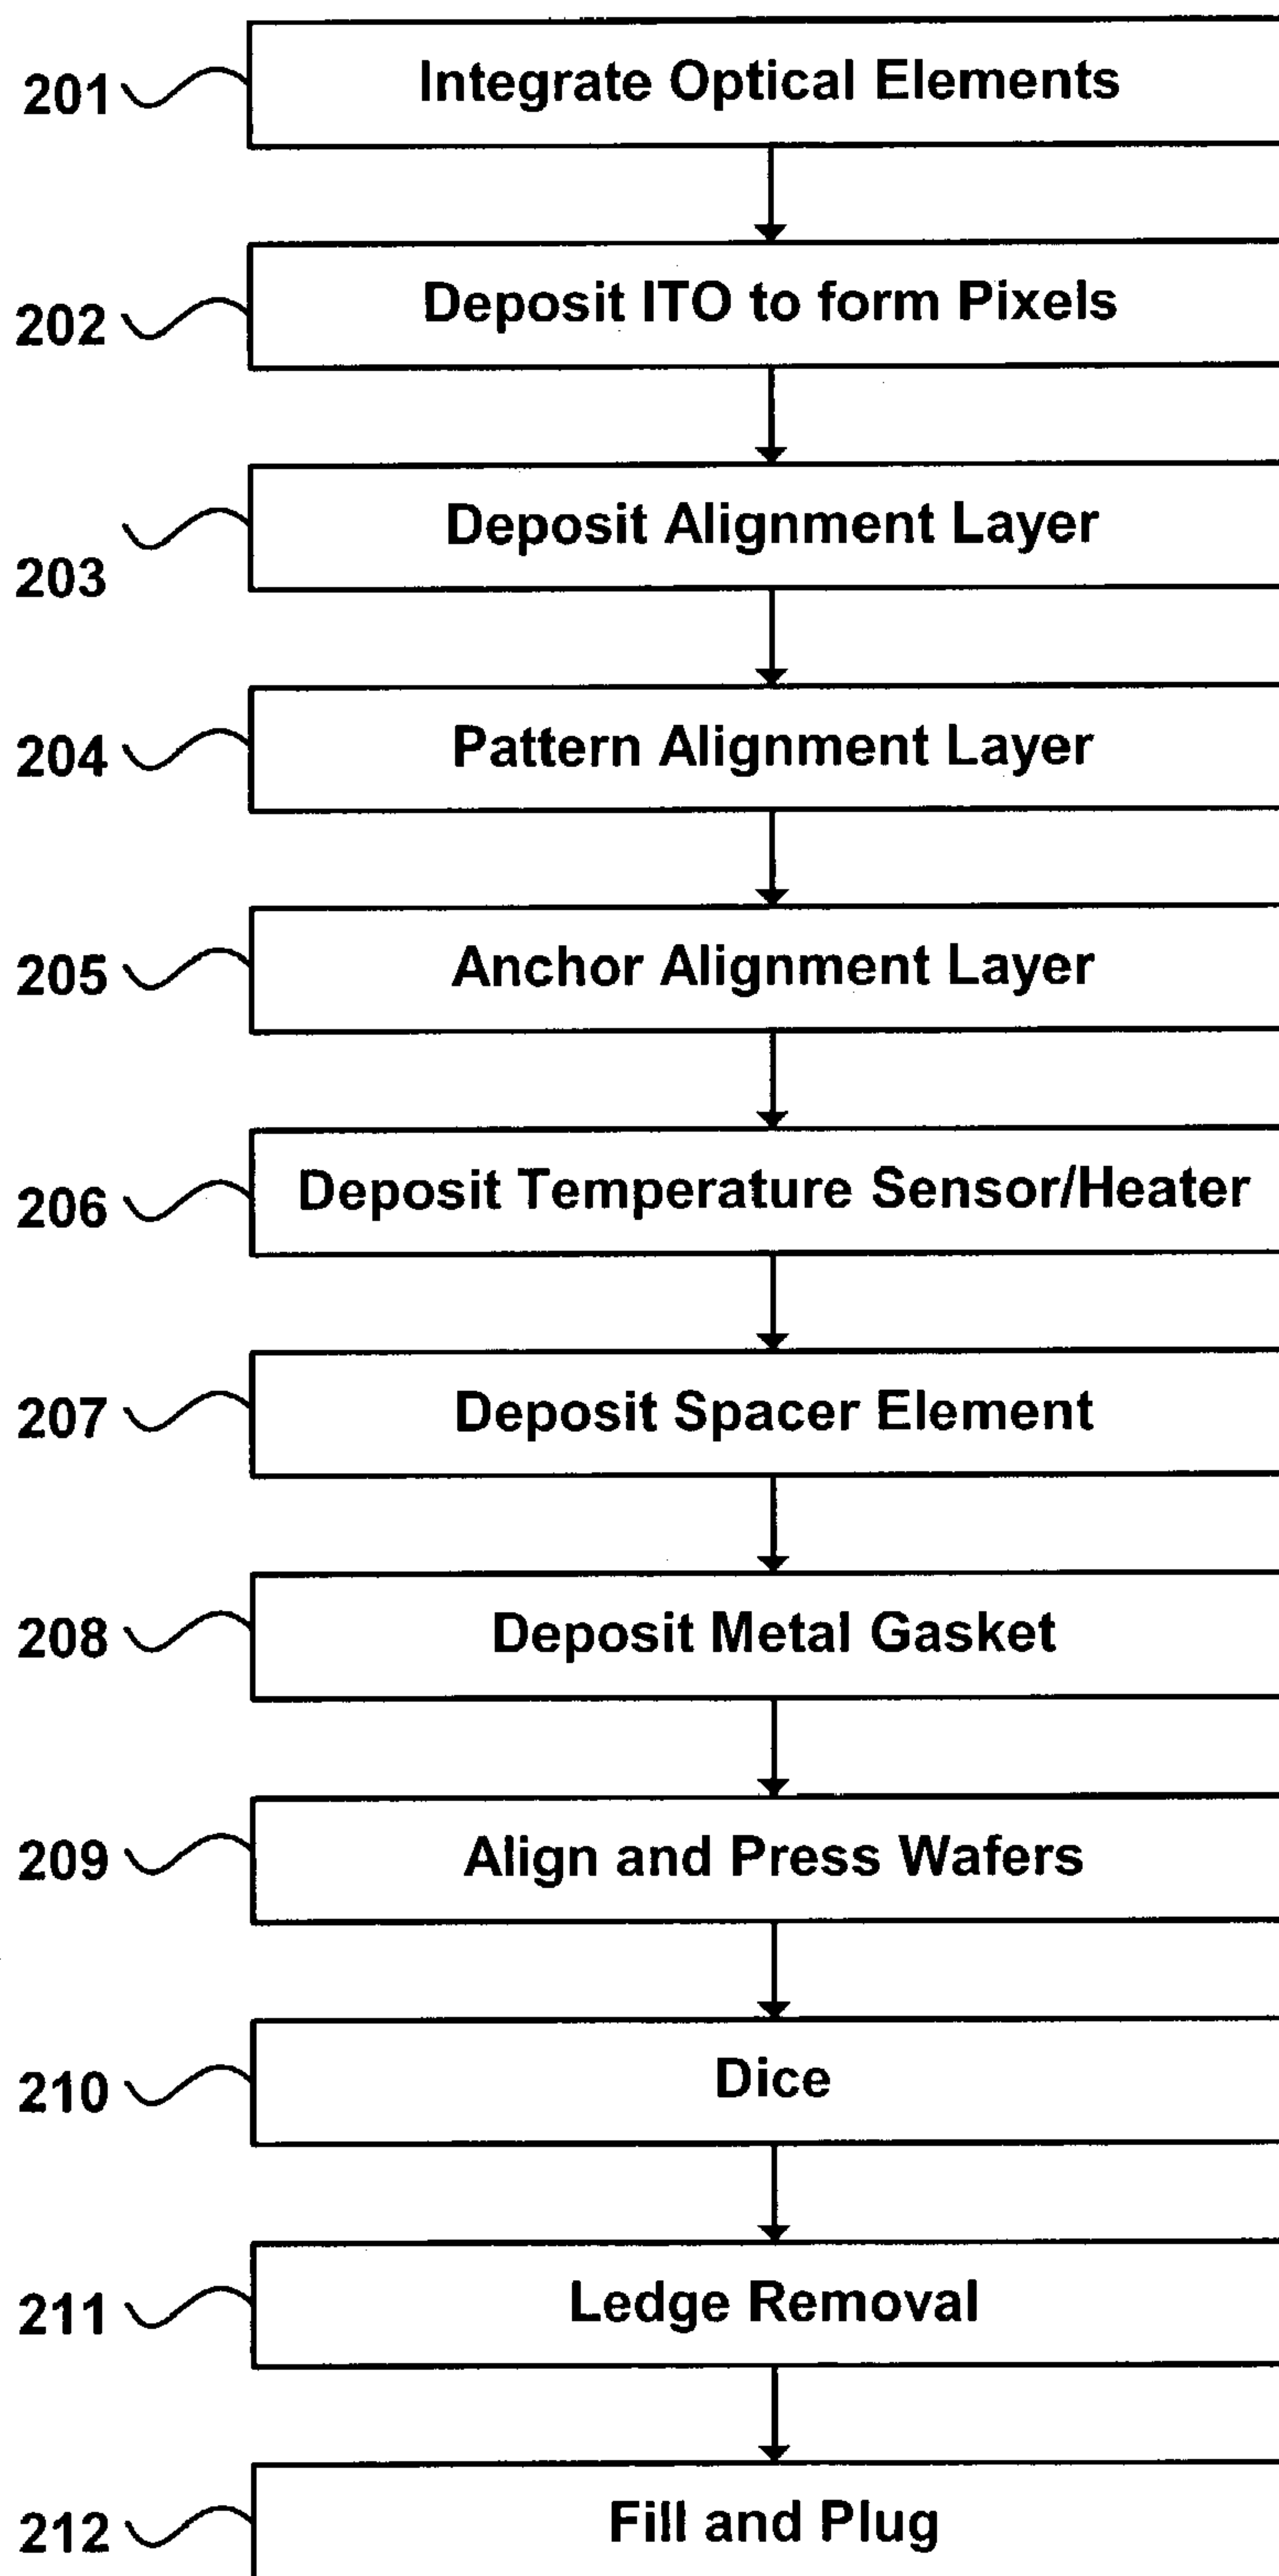 201 Integrate Optical Elements
202 Deposit ITO to form Pixels
203 Deposit Alignment Layer
204 Pattern Alignment Layer
205 Anchor Alignment Layer
206 Deposit Temperature Sensor/Heater
207 Deposit Spacer Element
208 Deposit Metal Gasket
209 Align and Press Wafers
210 Dice
211 Ledge Removal
212 Fill and Plug